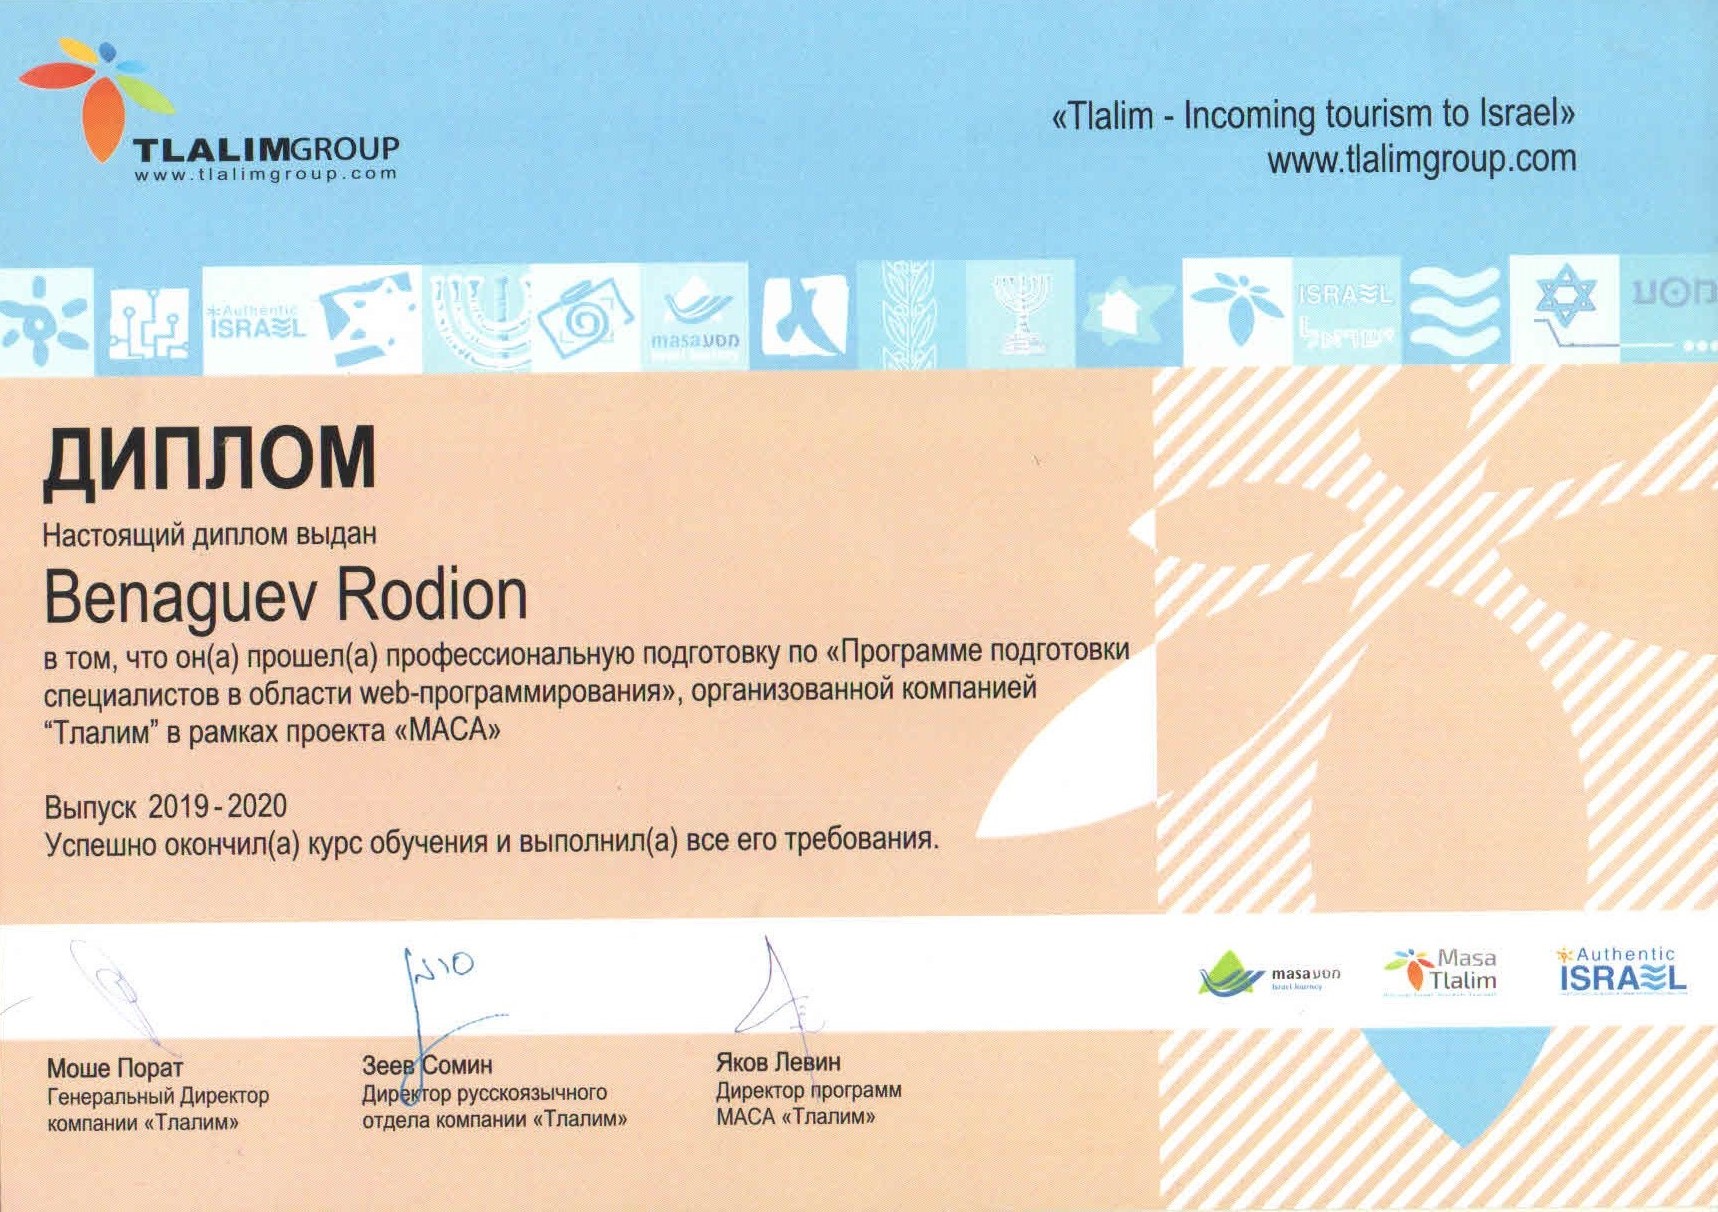 TLALIMGROUP
www.tlalimgroup.com
«Tlalim - Incoming tourism to Israel»
www.tlalimgroup.com
Authentic
ISRAEL
masa מסע
ISRAEL
ישראל
מסע
ДИПЛОМ
Настоящий диплом выдан
Benaguev Rodion
в том, что он(а) прошел(а) профессиональную подготовку по «Программе подготовки
специалистов в области web-программирования», организованной компанией
“Тлалим” в рамках проекта «МАСА»
Выпуск 2019-2020
Успешно окончил(а) курс обучения и выполнил(а) все его требования.
masa מסע
Israel Journey
Masa
Tlalim
Authentic
ISRAEL
Моше Порат
Генеральный Директор
компании «Тлалим»
Зеев Сомин
Директор русскоязычного
отдела компании «Тлалим»
Яков Левин
Директор программ
МАСА «Тлалим»